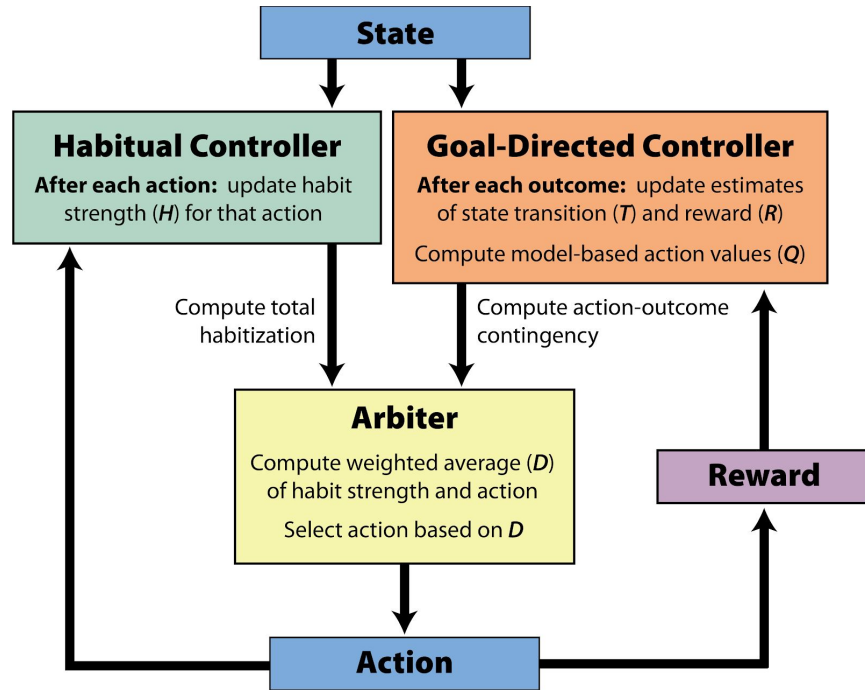 State
Habitual Controller
After each action: update habit
strength (H) for that action
Goal-Directed Controller
After each outcome: update estimates
of state transition (T) and reward (R)
Compute model-based action values (Q)
Compute total
habitization
Compute action-outcome
contingency
Arbiter
Compute weighted average (D)
of habit strength and action
Select action based on D
Reward
Action